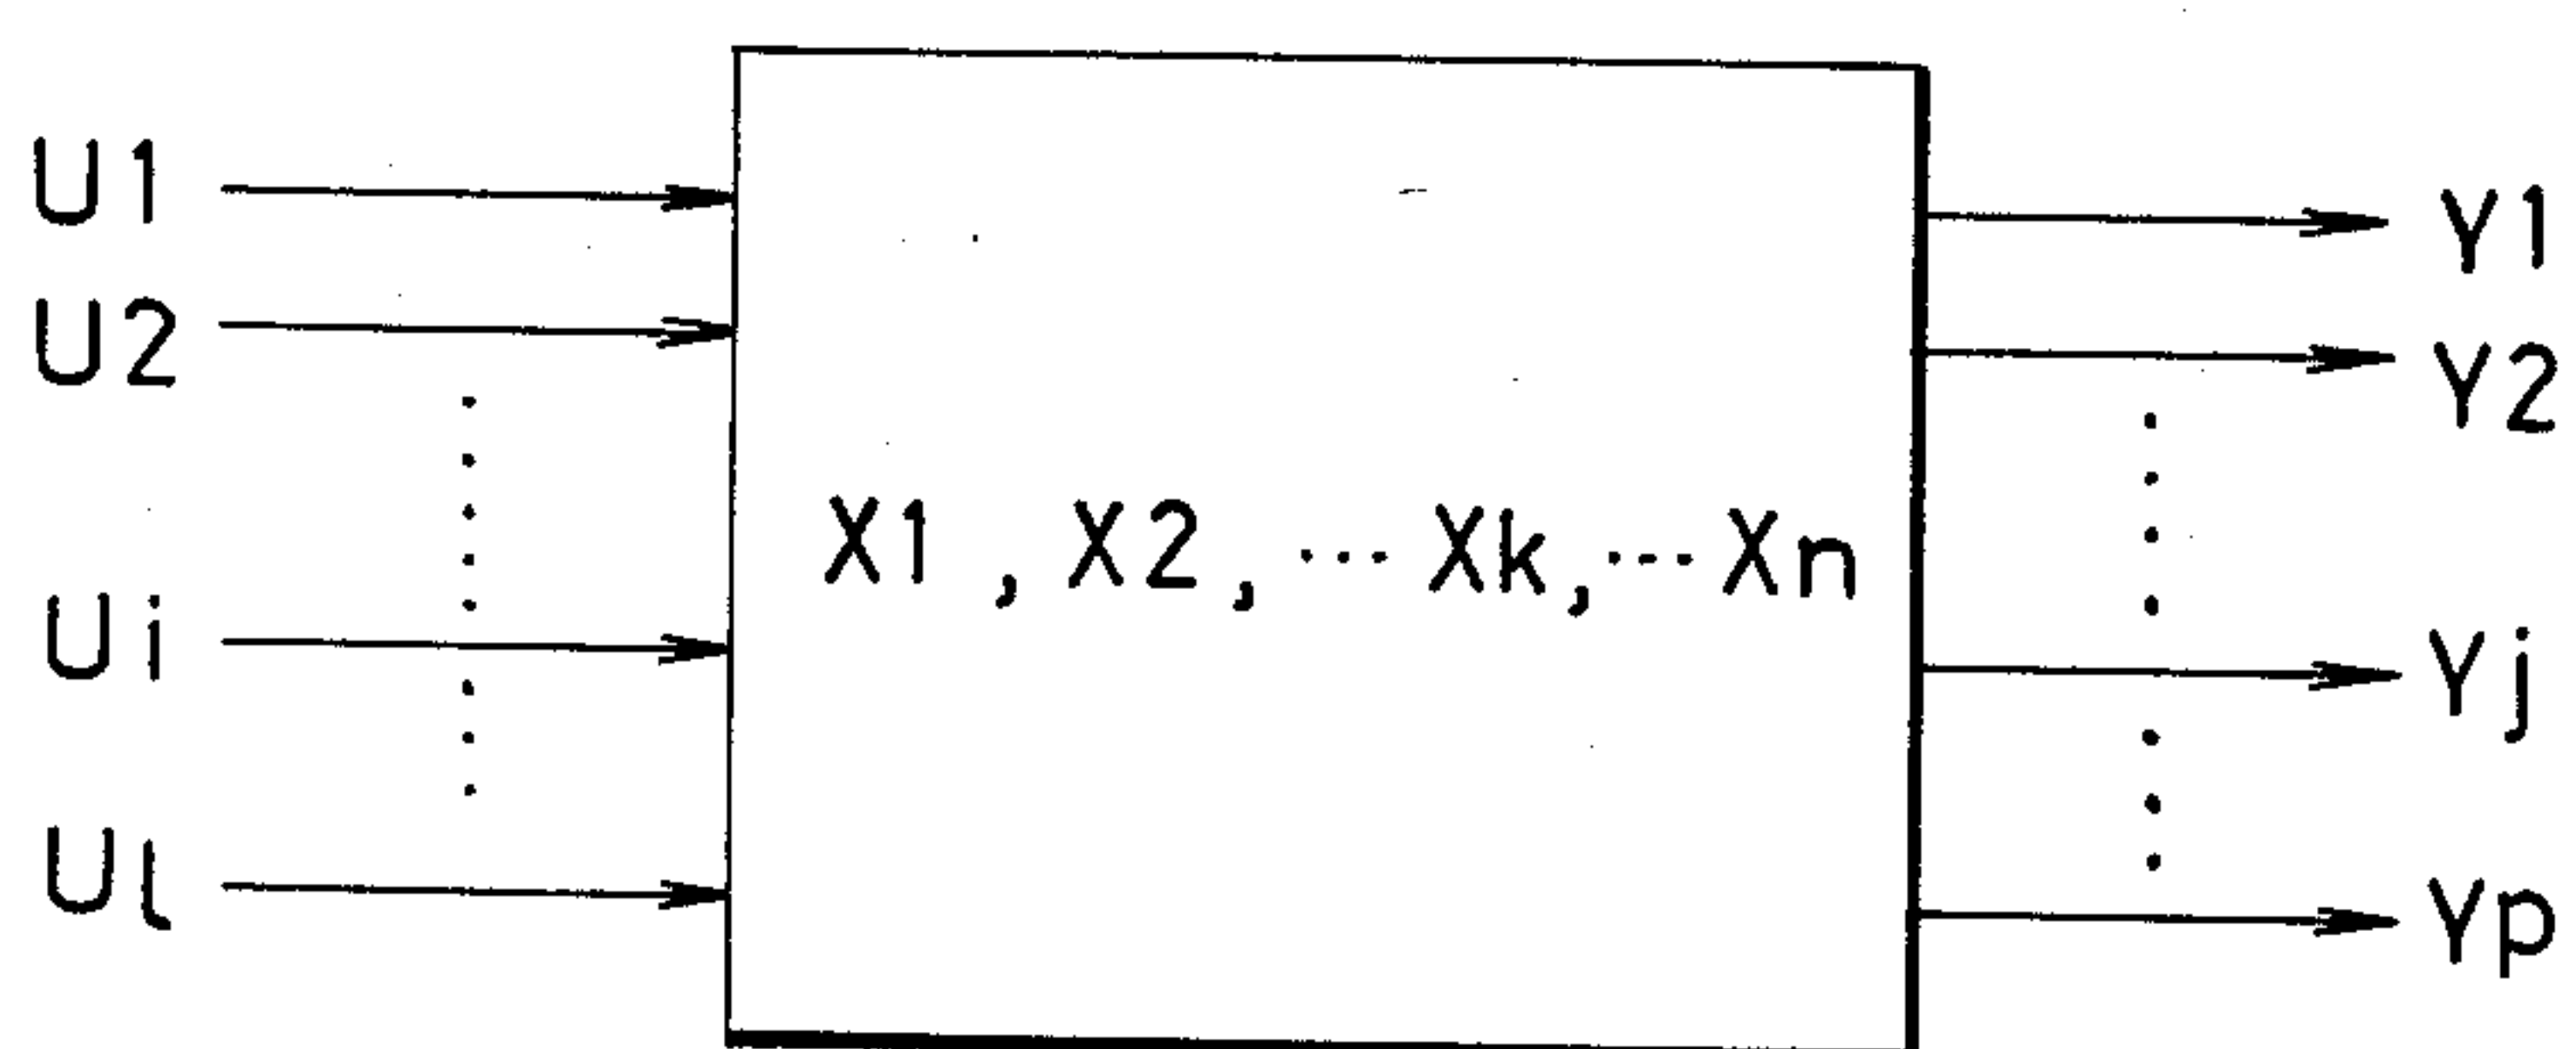 U1
U2
Ui
Ul
X1, X2, ... Xk, ... Xn
Y1
Y2
Yj
Yp